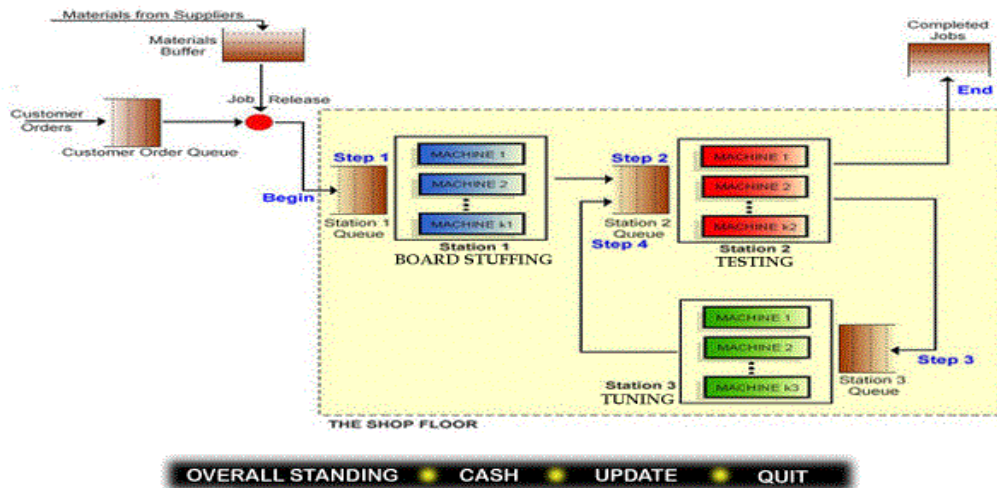 Materials from Suppliers
Materials
Buffer
Completed
Jobs
End
Job Release
Customer
Orders
Customer Order Queue
Begin
Step 1
Station 1
Queue
MACHINE 1
MACHINE 2
MACHINE k1
Station 1
BOARD STUFFING
Step 2
Station 2
Queue
Step 4
MACHINE 1
MACHINE 2
MACHINE k2
Station 2
TESTING
MACHINE 1
MACHINE 2
MACHINE k3
Station 3
TUNING
Step 3
Station 3
Queue
THE SHOP FLOOR
OVERALL STANDING CASH UPDATE QUIT